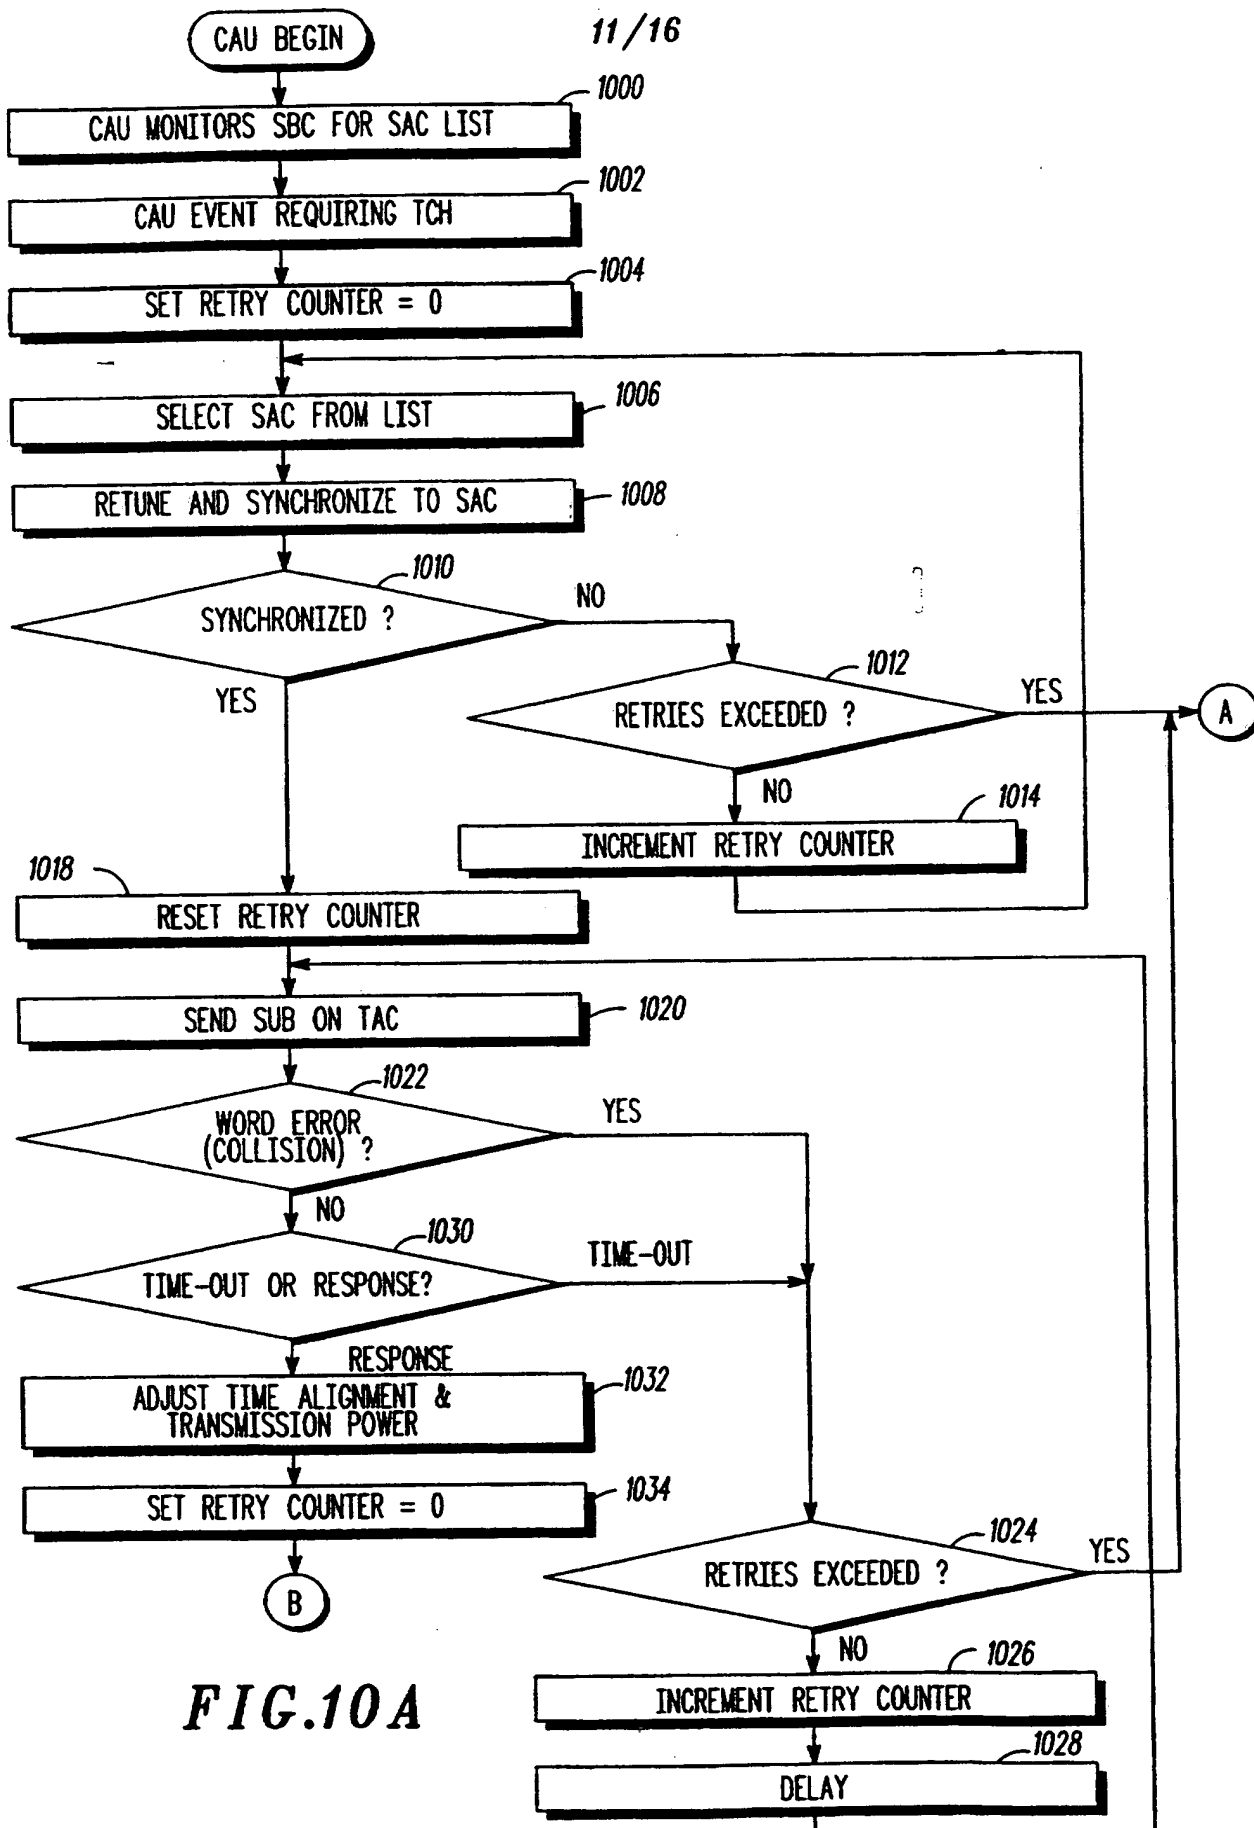 11/16
CAU BEGIN
1000
CAU MONITORS SBC FOR SAC LIST
1002
CAU EVENT REQUIRING TCH
1004
SET RETRY COUNTER = 0
1006
SELECT SAC FROM LIST
1008
RETUNE AND SYNCHRONIZE TO SAC
1010
SYNCHRONIZED ?
NO
YES
1012
RETRIES EXCEEDED ?
YES
A
NO
1014
INCREMENT RETRY COUNTER
1018
RESET RETRY COUNTER
SEND SUB ON TAC
1020
1022
WORD ERROR
(COLLISION) ?
YES
NO
1030
TIME-OUT OR RESPONSE?
TIME-OUT
RESPONSE
1032
ADJUST TIME ALIGNMENT &
TRANSMISSION POWER
1034
SET RETRY COUNTER = 0
B
1024
RETRIES EXCEEDED ?
YES
NO
1026
INCREMENT RETRY COUNTER
1028
DELAY
FIG.10A